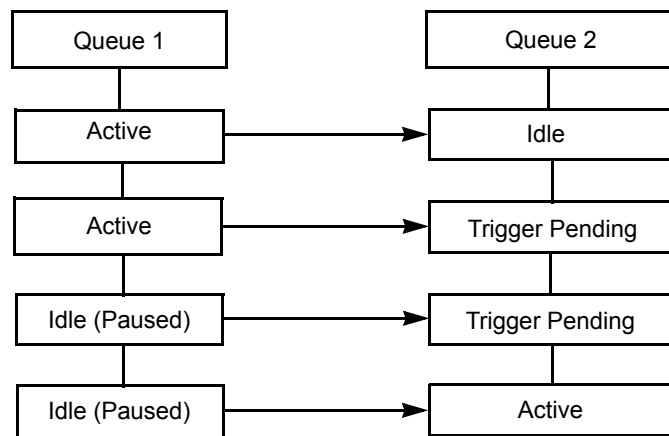 Queue 1
Queue 2
Active
Idle
Active
Trigger Pending
Idle (Paused)
Trigger Pending
Idle (Paused)
Active